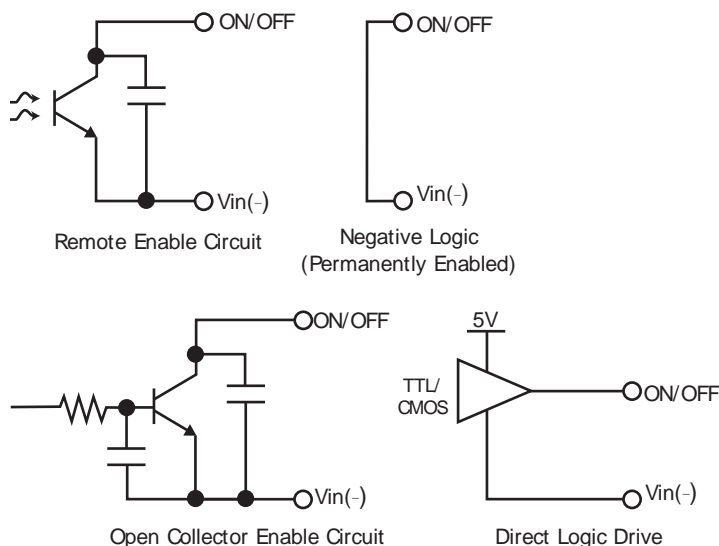 ON/OFF
Vin(-)
Remote Enable Circuit
ON/OFF
Vin(-)
Negative Logic
(Permanently Enabled)
ON/OFF
Vin(-)
Open Collector Enable Circuit
5V
TTL/
CMOS
ON/OFF
Vin(-)
Direct Logic Drive